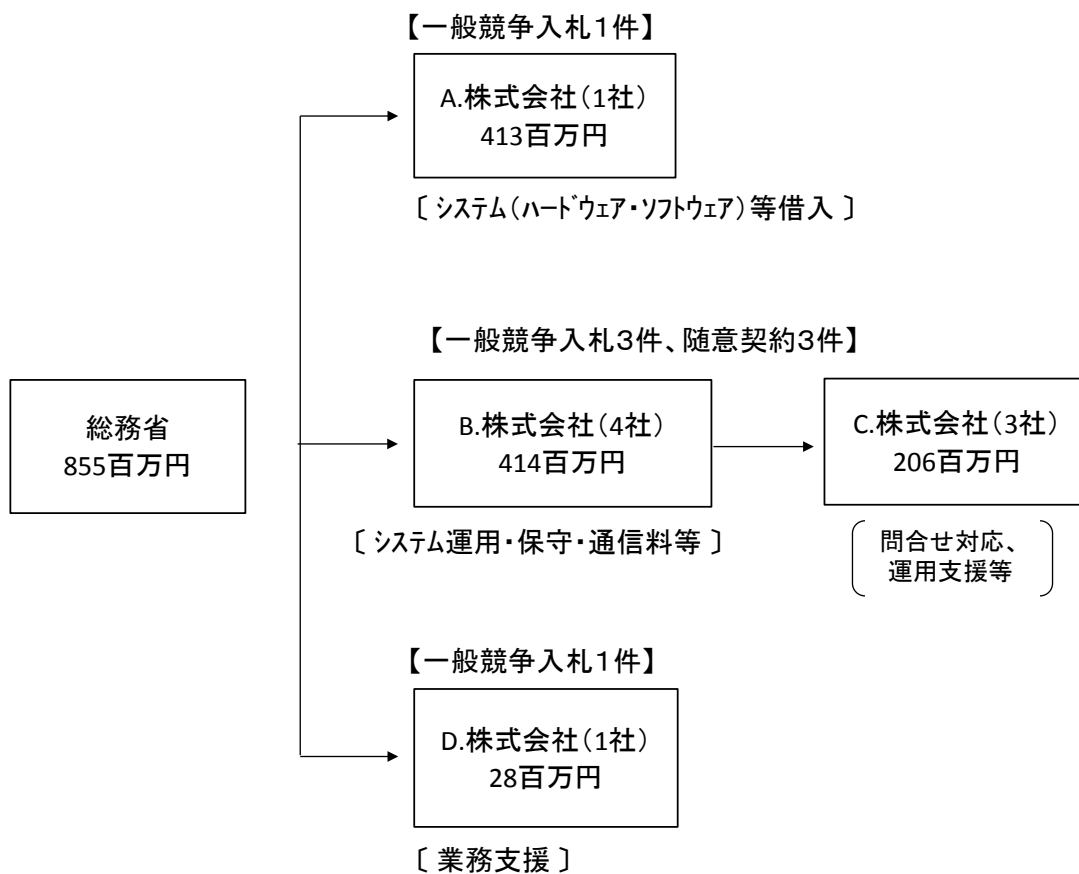 【一般競争入札１件】
A.株式会社（1社）
413百万円
〔 システム（ハードウェア・ソフトウェア）等借入 〕
【一般競争入札３件、随意契約３件】
総務省
855百万円
B.株式会社（4社）
414百万円
〔 システム運用・保守・通信料等 〕
C.株式会社（3社）
206百万円
問合せ対応、
運用支援等
【一般競争入札１件】
D.株式会社（1社）
28百万円
〔 業務支援 〕